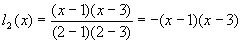 l₂(x) = (x−1)(x−3) / (2−1)(2−3) = −(x−1)(x−3)